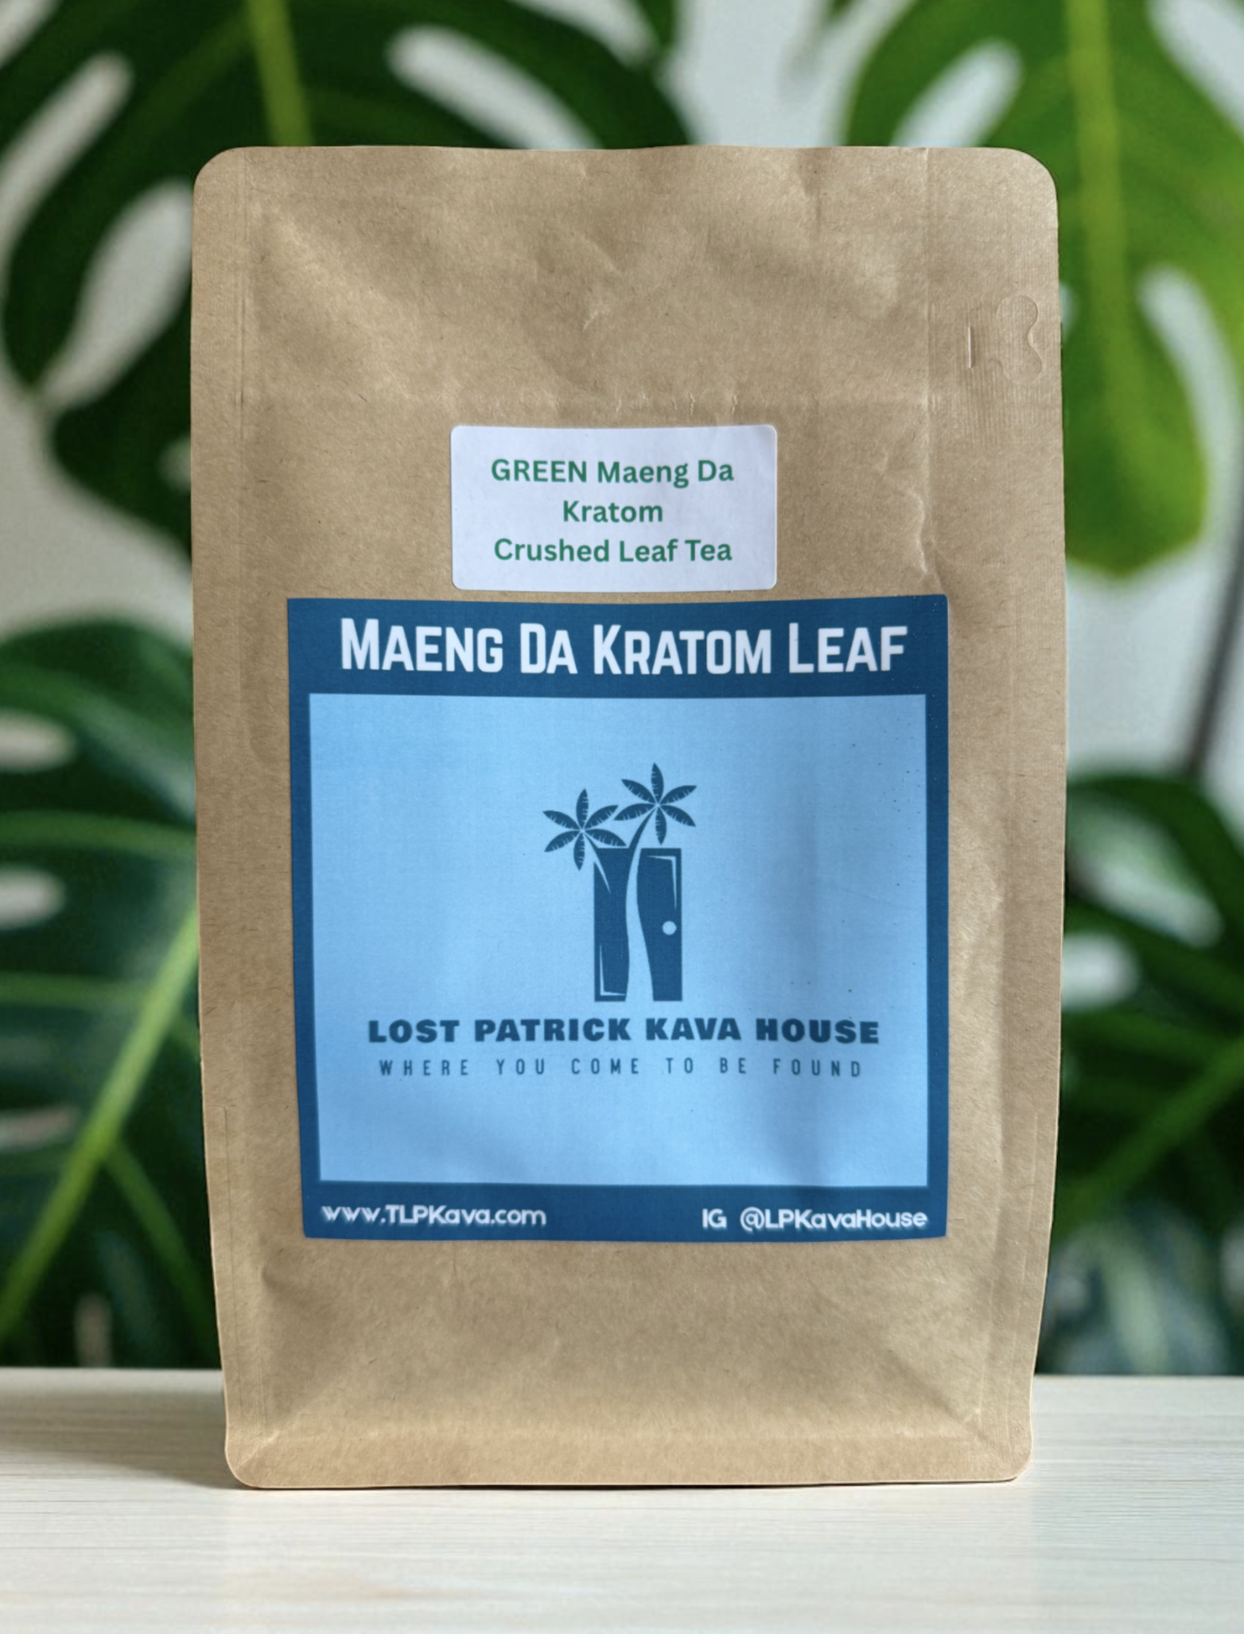 GREEN Maeng Da
Kratom
Crushed Leaf Tea
MAENG DA KRATOM LEAF
LOST PATRICK KAVA HOUSE
WHERE YOU COME TO BE FOUND
www.TLPKava.com
IG @LPKavaHouse